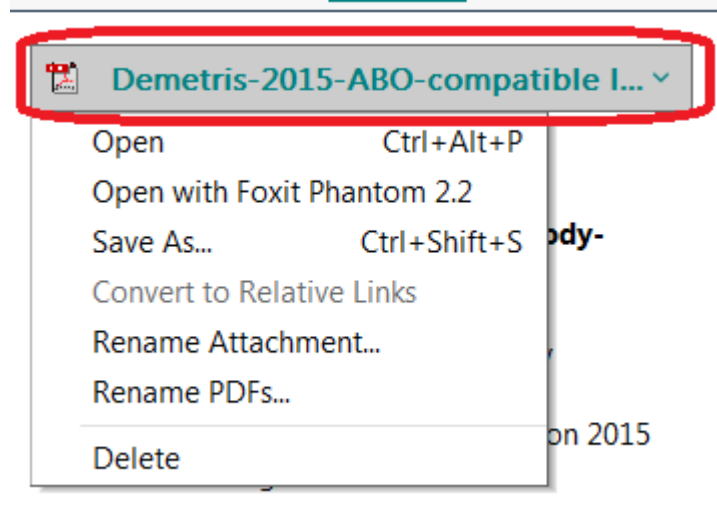 Demetris-2015-ABO-compatible l...
Open Ctrl+Alt+P
Open with Foxit Phantom 2.2
Save As... Ctrl+Shift+S
ody-
Convert to Relative Links
Rename Attachment...
Rename PDFs...
on 2015
Delete